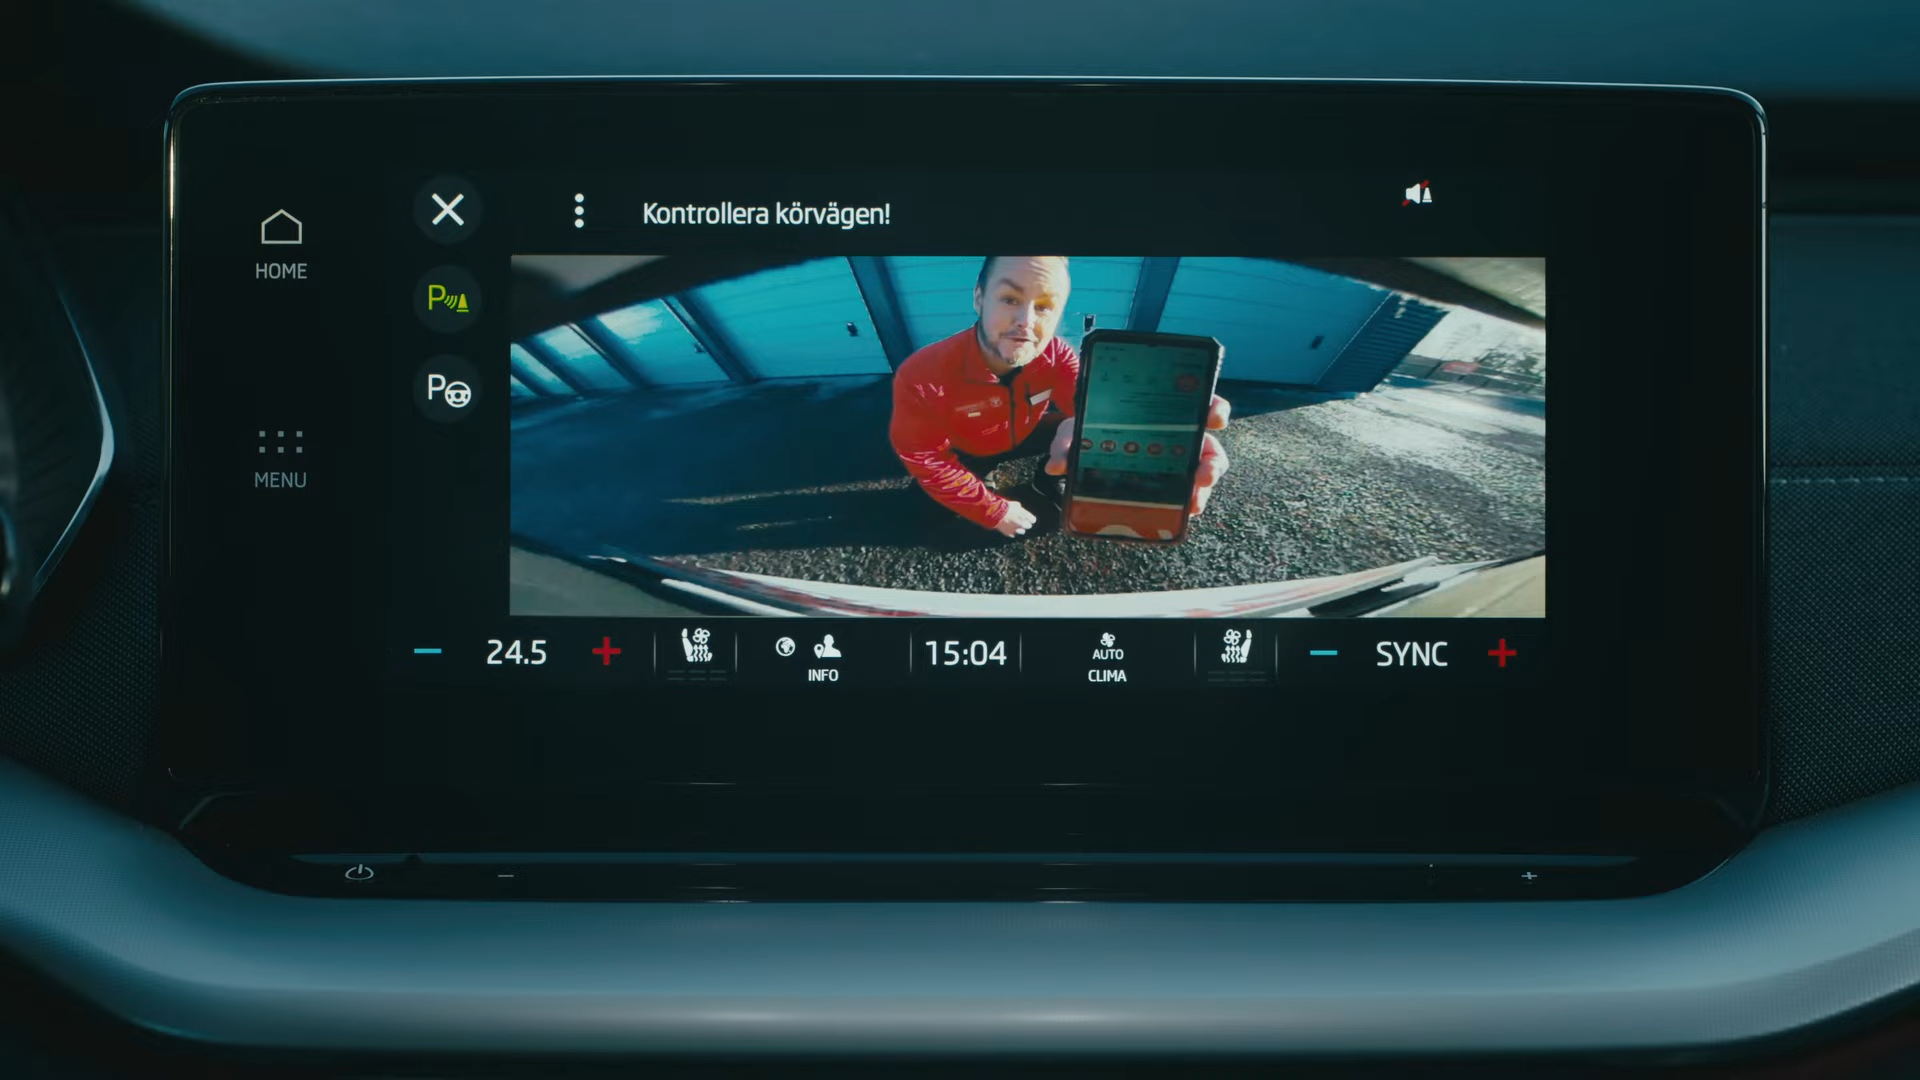 Kontrollera körvägen!
HOME
P
P
MENU
24.5
INFO
15:04
AUTO
CLIMA
SYNC